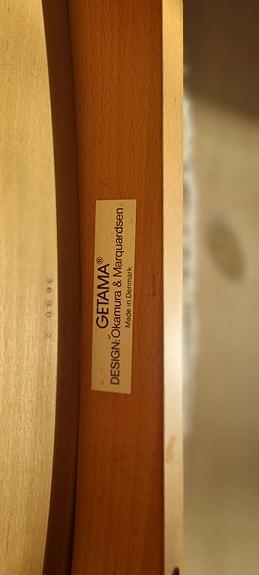 GETAMA®
DESIGN: Okamura & Marquardsen
Made in Denmark